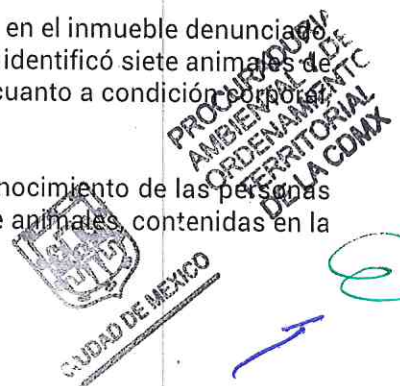 en el inmueble denunciado
identificó siete animales de
cuanto a condición corporal,
nocimiento de las personas
e animales, contenidas en la
PROCURADURÍA
AMBIENTAL Y DE
ORDENAMIENTO
TERRITORIAL
DE LA CDMX
CIUDAD DE MÉXICO